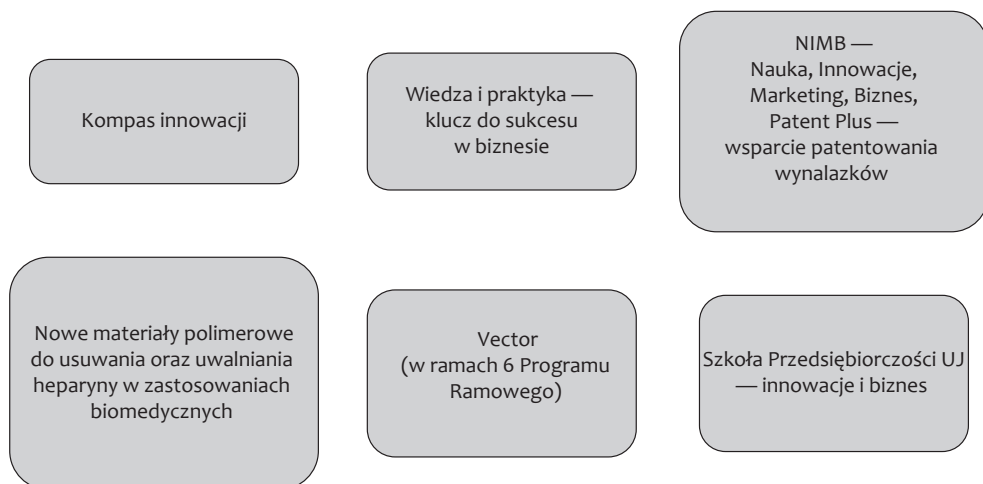 Kompas innowacji
Wiedza i praktyka —
klucz do sukcesu
w biznesie
NIMB —
Nauka, Innowacje,
Marketing, Biznes,
Patent Plus —
wsparcie patentowania
wynalazków
Nowe materiały polimerowe
do usuwania oraz uwalniania
heparyny w zastosowaniach
biomedycznych
Vector
(w ramach 6 Programu
Ramowego)
Szkoła Przedsiębiorczości UJ
— innowacje i biznes